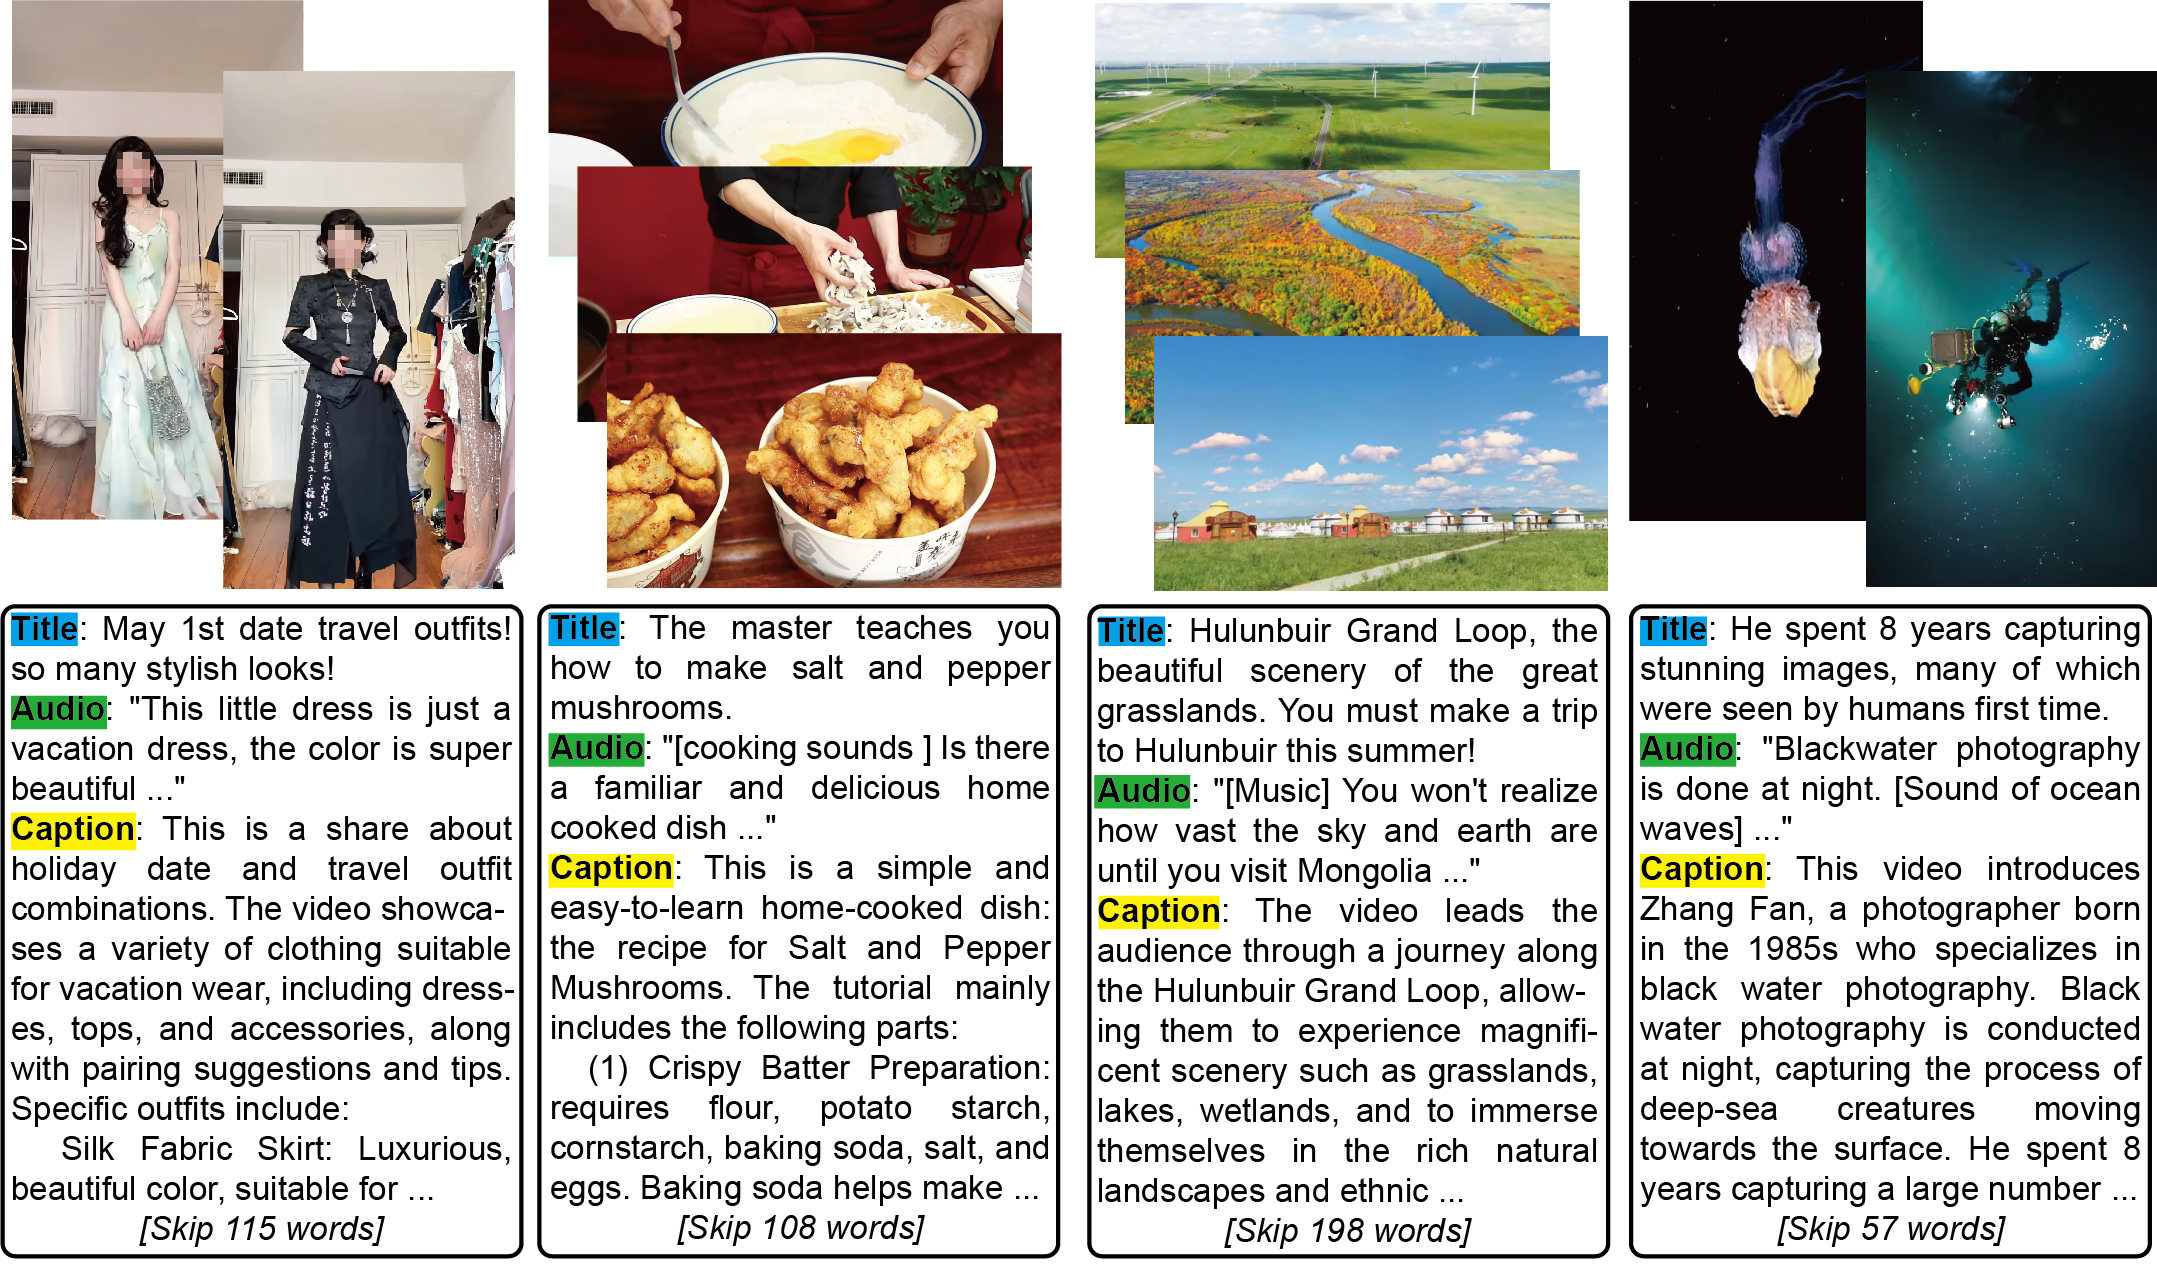 Title: May 1st date travel outfits!
so many stylish looks!
Audio: "This little dress is just a
vacation dress, the color is super
beautiful ..."
Caption: This is a share about
holiday date and travel outfit
combinations. The video showca-
ses a variety of clothing suitable
for vacation wear, including dress-
es, tops, and accessories, along
with pairing suggestions and tips.
Specific outfits include:
Silk Fabric Skirt: Luxurious,
beautiful color, suitable for ...
[Skip 115 words]
Title: The master teaches you
how to make salt and pepper
mushrooms.
Audio: "[cooking sounds ] Is there
a familiar and delicious home
cooked dish ..."
Caption: This is a simple and
easy-to-learn home-cooked dish:
the recipe for Salt and Pepper
Mushrooms. The tutorial mainly
includes the following parts:
(1) Crispy Batter Preparation:
requires flour, potato starch,
cornstarch, baking soda, salt, and
eggs. Baking soda helps make ...
[Skip 108 words]
Title: Hulunbuir Grand Loop, the
beautiful scenery of the great
grasslands. You must make a trip
to Hulunbuir this summer!
Audio: "[Music] You won't realize
how vast the sky and earth are
until you visit Mongolia ..."
Caption: The video leads the
audience through a journey along
the Hulunbuir Grand Loop, allow-
ing them to experience magnifi-
cent scenery such as grasslands,
lakes, wetlands, and to immerse
themselves in the rich natural
landscapes and ethnic ...
[Skip 198 words]
Title: He spent 8 years capturing
stunning images, many of which
were seen by humans first time.
Audio: "Blackwater photography
is done at night. [Sound of ocean
waves] ..."
Caption: This video introduces
Zhang Fan, a photographer born
in the 1985s who specializes in
black water photography. Black
water photography is conducted
at night, capturing the process of
deep-sea creatures moving
towards the surface. He spent 8
years capturing a large number ...
[Skip 57 words]